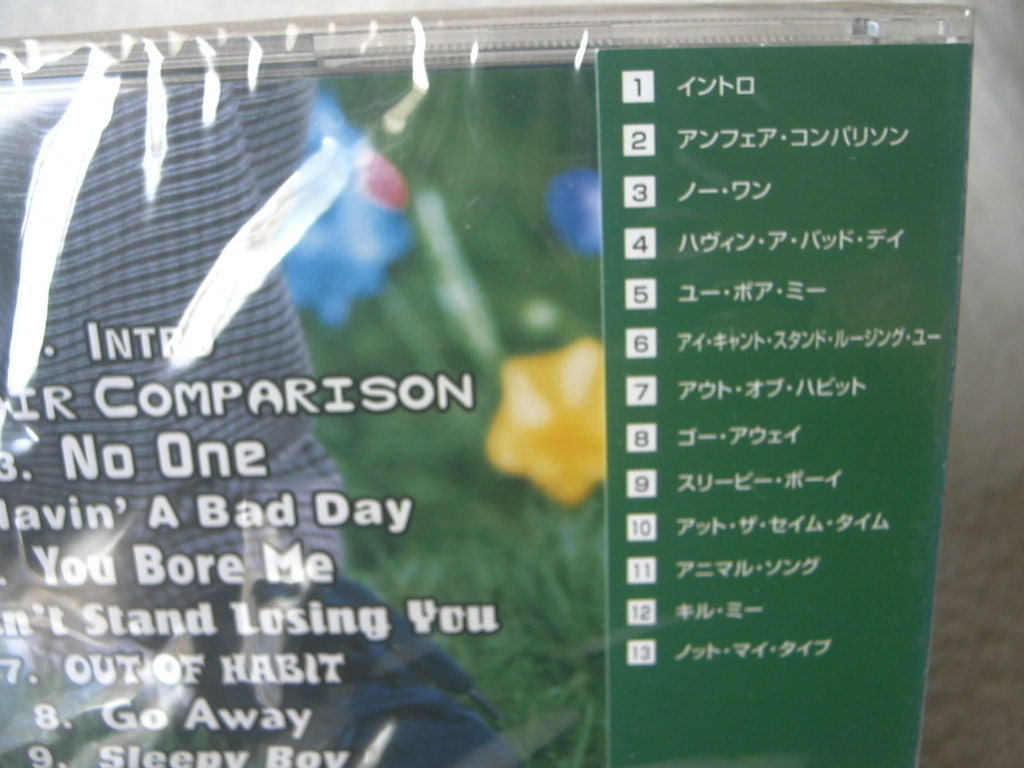 . INTRO
IR COMPARISON
3. No One
Havin' A Bad Day
. You Bore Me
n't Stand Losing You
7. OUT OF HABIT
8. Go Away
9. Sleepy Boy
1 イントロ
2 アンフェア・コンパリソン
3 ノー・ワン
4 ハヴィン・ア・バッド・デイ
5 ユー・ボア・ミー
6 アイ・キャント・スタンド・ルージング・ユー
7 アウト・オブ・ハビット
8 ゴー・アウェイ
9 スリーピー・ボーイ
10 アット・ザ・セイム・タイム
11 アニマル・ソング
12 キル・ミー
13 ノット・マイ・タイプ